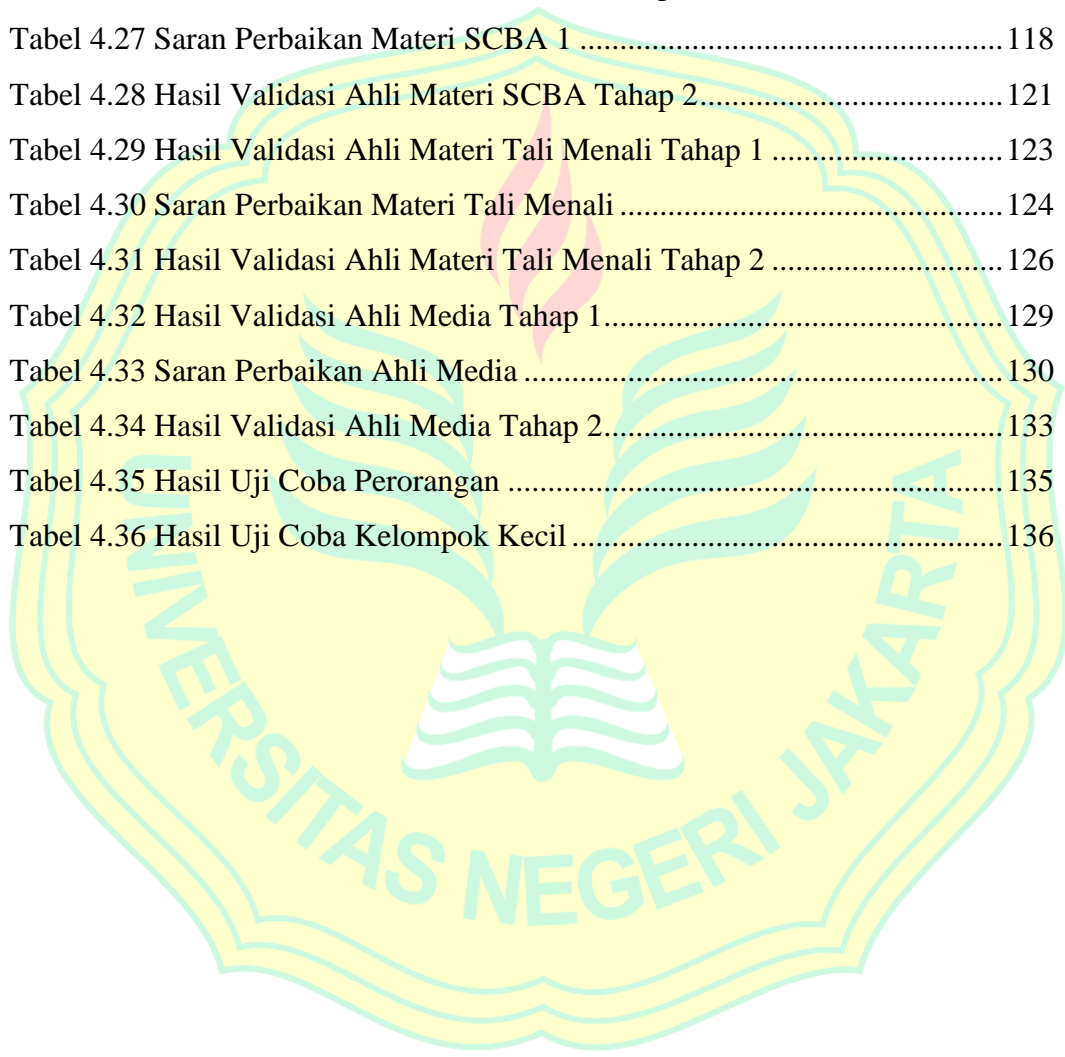 Tabel 4.27 Saran Perbaikan Materi SCBA 1 ........................................................ 118
Tabel 4.28 Hasil Validasi Ahli Materi SCBA Tahap 2........................................ 121
Tabel 4.29 Hasil Validasi Ahli Materi Tali Menali Tahap 1 .............................. 123
Tabel 4.30 Saran Perbaikan Materi Tali Menali .................................................. 124
Tabel 4.31 Hasil Validasi Ahli Materi Tali Menali Tahap 2 .............................. 126
Tabel 4.32 Hasil Validasi Ahli Media Tahap 1.................................................... 129
Tabel 4.33 Saran Perbaikan Ahli Media .............................................................. 130
Tabel 4.34 Hasil Validasi Ahli Media Tahap 2.................................................... 133
Tabel 4.35 Hasil Uji Coba Perorangan ................................................................ 135
Tabel 4.36 Hasil Uji Coba Kelompok Kecil ........................................................ 136
UNIVERSITAS NEGERI JAKARTA